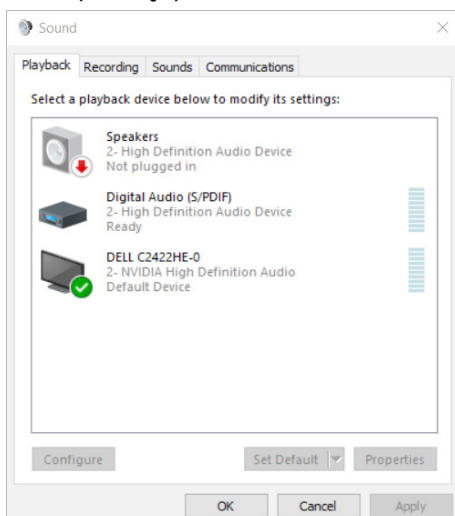 Sound
Playback Recording Sounds Communications
Select a playback device below to modify its settings:
Speakers
2- High Definition Audio Device
Not plugged in
Digital Audio (S/PDIF)
2- High Definition Audio Device
Ready
DELL C2422HE-0
2- NVIDIA High Definition Audio
Default Device
Configure Set Default Properties
OK Cancel Apply